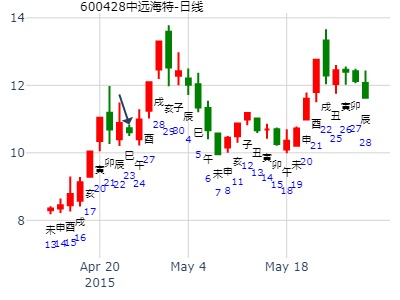 600428中远海特-日线
14
12
10
8
未 13
申 14
酉 15
戌 16
亥 17
寅 20
卯 21
辰 22
巳 23
午 24
酉 27
戌 28
亥 29
子 30
辰 4
巳 5
午 6
未 7
申 8
亥 11
子 12
丑 13
寅 14
卯 15
午 18
未 19
申 20
酉 21
戌 22
丑 25
寅 26
卯 27
辰 28
Apr 20
2015
May 4
May 18